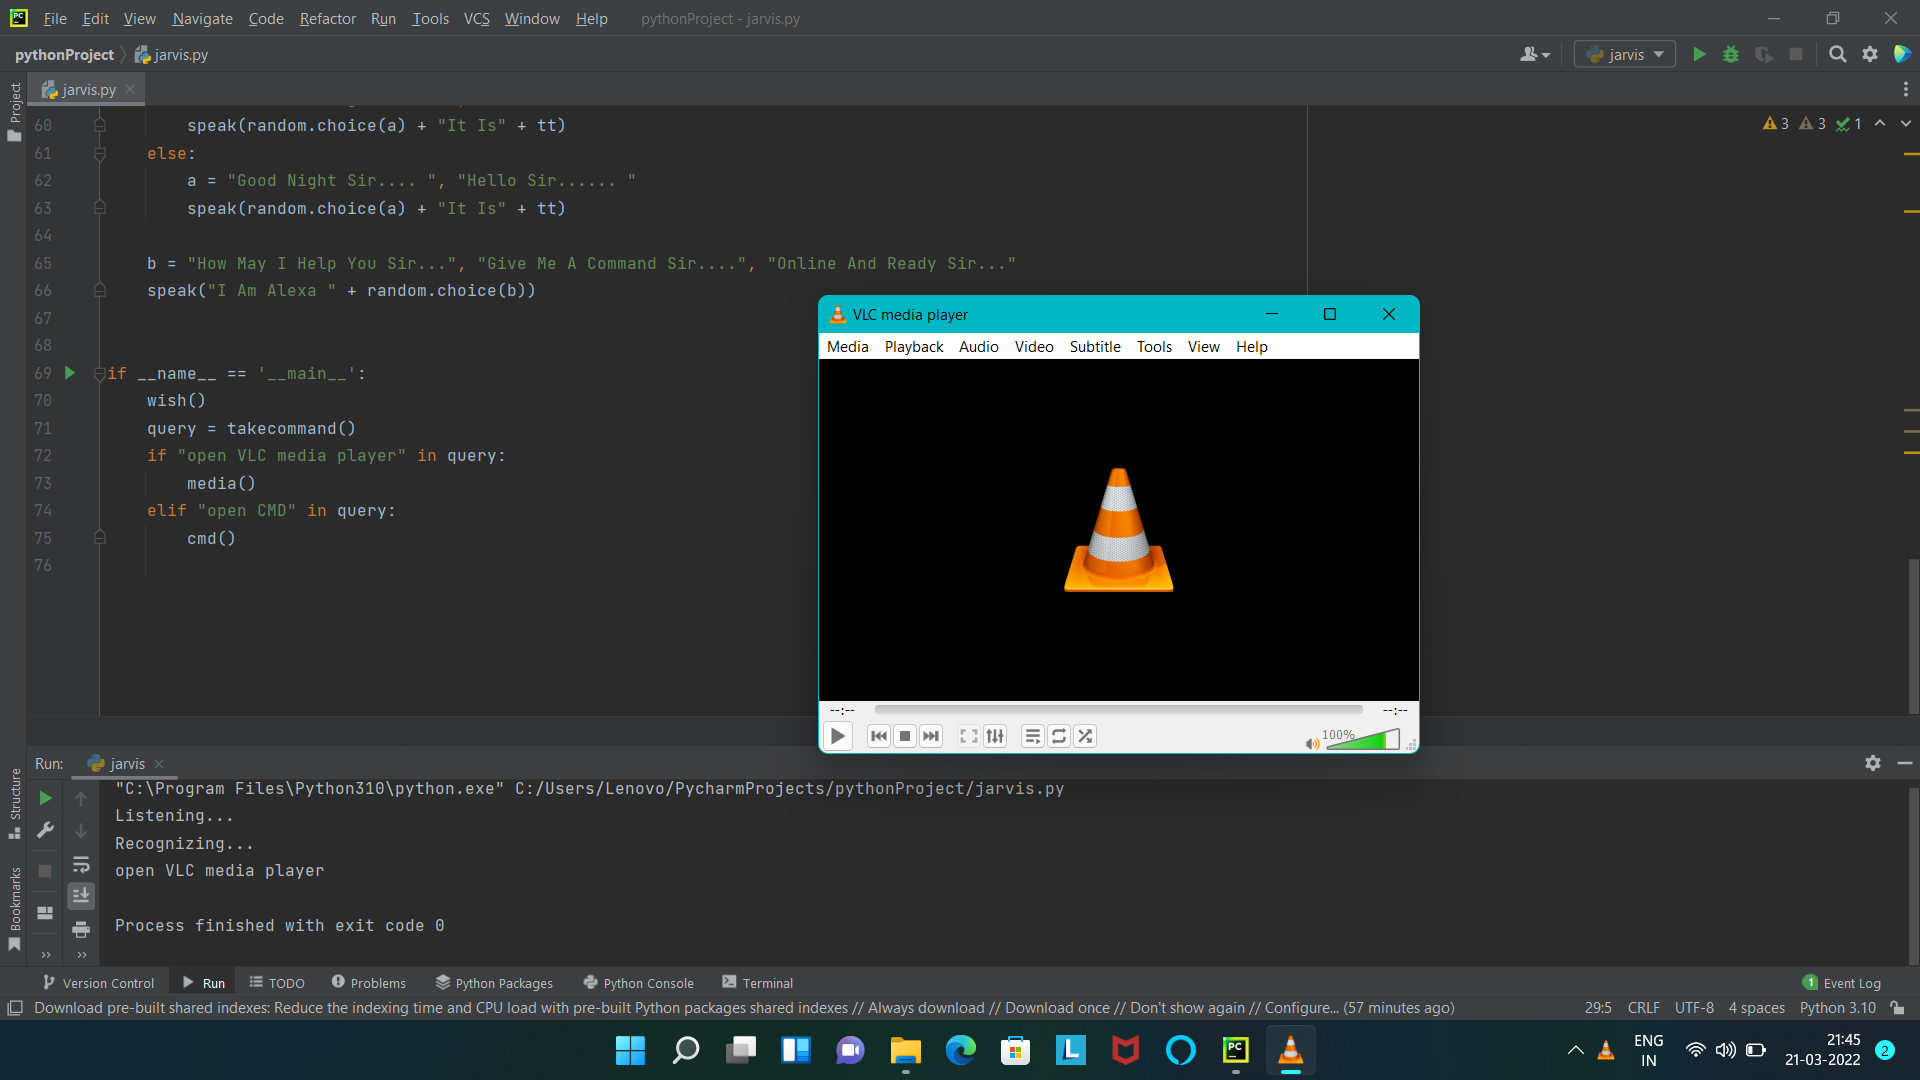 File Edit View Navigate Code Refactor Run Tools VCS Window Help pythonProject - jarvis.py
pythonProject jarvis.py jarvis
Project
jarvis.py
60 speak(random.choice(a) + "It Is" + tt)
3 3 1
61 else:
62 a = "Good Night Sir.... ", "Hello Sir...... "
63 speak(random.choice(a) + "It Is" + tt)
64
65 b = "How May I Help You Sir...", "Give Me A Command Sir....", "Online And Ready Sir..."
66 speak("I Am Alexa " + random.choice(b))
67
68
69 if __name__ == '__main__':
70 wish()
71 query = takecommand()
72 if "open VLC media player" in query:
73 media()
74 elif "open CMD" in query:
75 cmd()
76
VLC media player
Media Playback Audio Video Subtitle Tools View Help
--:-- --:--
100%
Run: jarvis
Structure
Bookmarks
"C:\Program Files\Python310\python.exe" C:/Users/Lenovo/PycharmProjects/pythonProject/jarvis.py
Listening...
Recognizing...
open VLC media player
Process finished with exit code 0
Version Control Run TODO Problems Python Packages Python Console Terminal 1 Event Log
Download pre-built shared indexes: Reduce the indexing time and CPU load with pre-built Python packages shared indexes // Always download // Download once // Don't show again // Configure... (57 minutes ago) 29:5 CRLF UTF-8 4 spaces Python 3.10
L PC
ENG
IN
21:45
21-03-2022
2